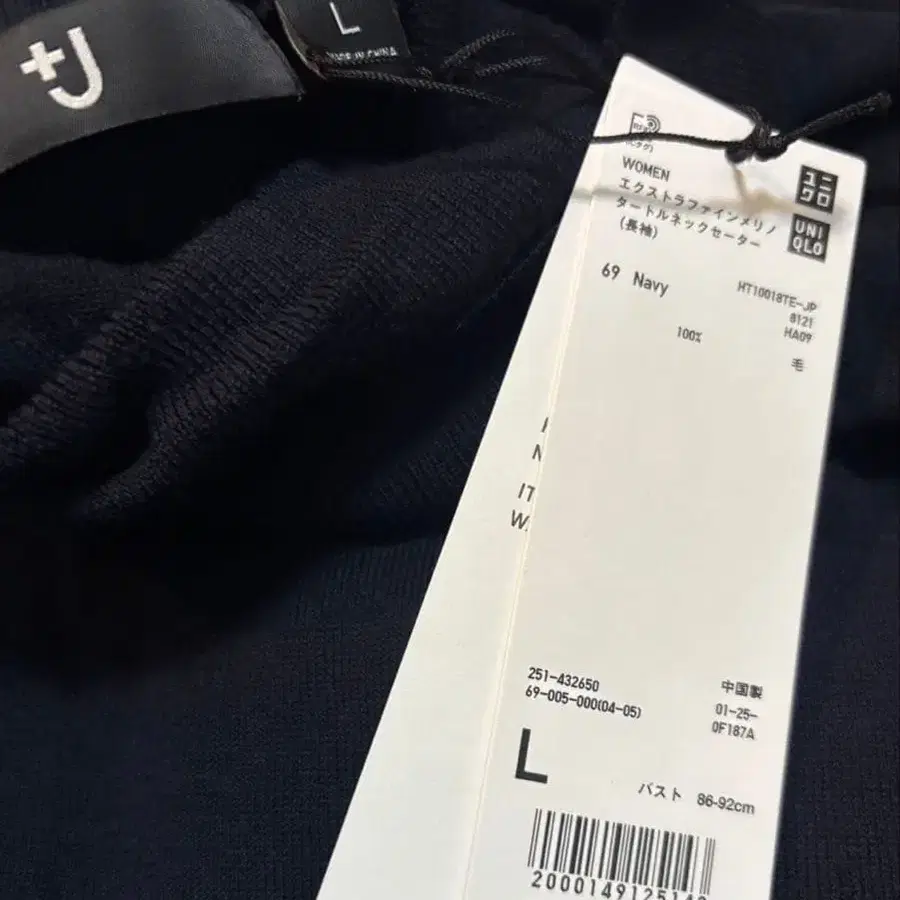 +J
L
MADE IN CHINA
WOMEN
エクストラファインメリノ
タートルネックセーター
(長袖)
ユニ
クロ
UNI
QLO
69 Navy
HT10018TE-JP
8121
HA09
100%
毛
IT
W
251-432650
69-005-000(04-05)
中国製
01-25-
0F187A
L
バスト 86-92cm